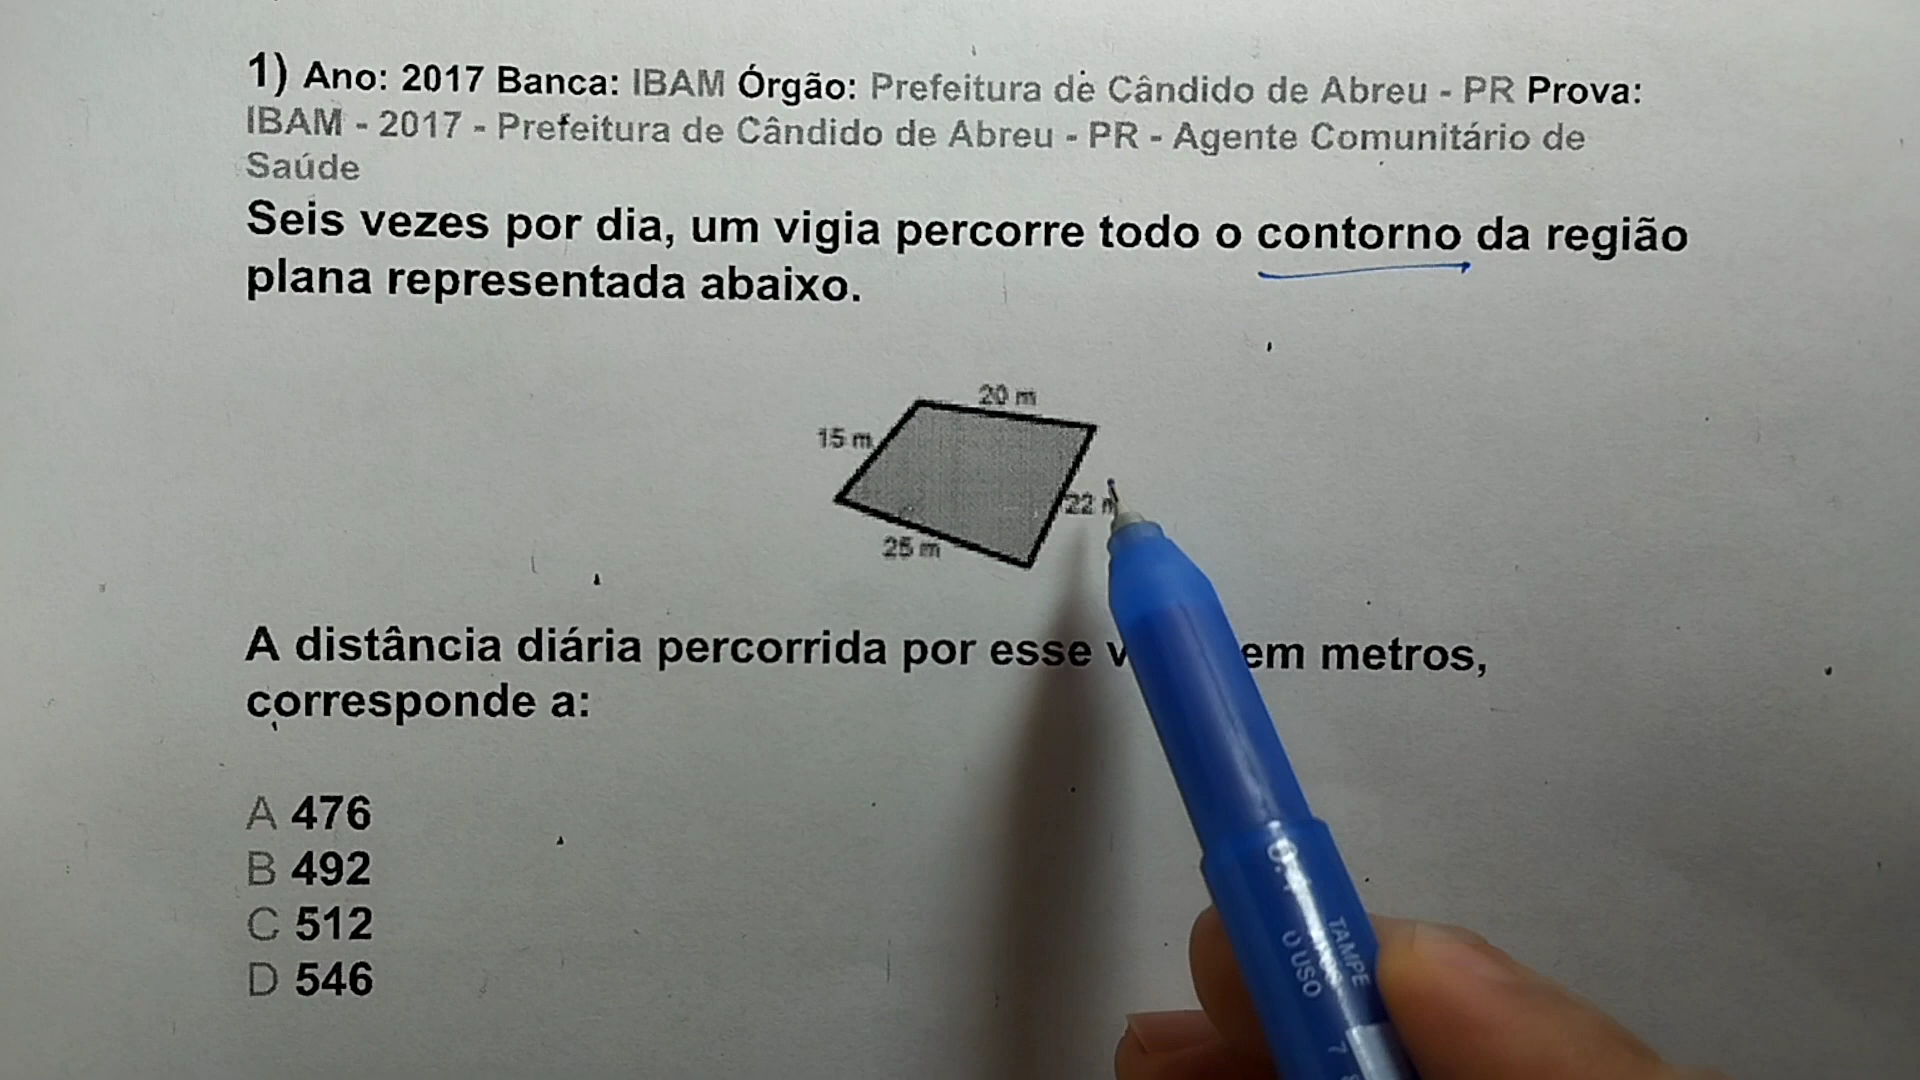 1) Ano: 2017 Banca: IBAM Órgão: Prefeitura de Cândido de Abreu - PR Prova:
IBAM - 2017 - Prefeitura de Cândido de Abreu - PR - Agente Comunitário de
Saúde
Seis vezes por dia, um vigia percorre todo o contorno da região
plana representada abaixo.
20 m
15 m
22
25 m
A distância diária percorrida por esse em metros,
corresponde a:
A 476
B 492
C 512
D 546
TAMPE
O USO